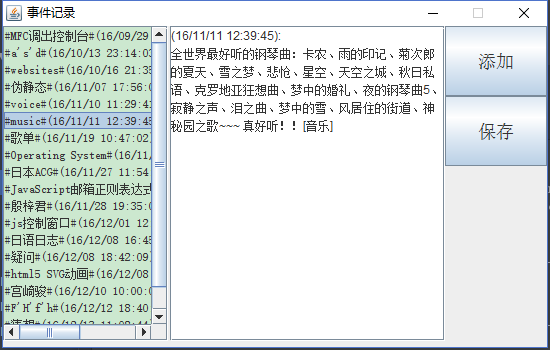 事件记录
#MFC调出控制台#(16/09/29
#a's'd#(16/10/13 23:14:03
#websites#(16/10/16 21:35
#伪静态#(16/11/07 17:56:0
#voice#(16/11/10 11:29:41
#music#(16/11/11 12:39:45
#歌单#(16/11/19 10:47:02)
#Operating System#(16/11/
#日本ACG#(16/11/27 11:54
#JavaScript邮箱正则表达式
#殷梓君#(16/11/28 19:35:0
#js控制窗口#(16/12/01 12
#日语日志#(16/12/08 16:45
#疑问#(16/12/08 18:42:09)
#html5 SVG动画#(16/12/08
#宫崎骏#(16/12/10 10:00:0
#F'H'f'h#(16/12/12 18:40
(16/11/11 12:39:45):
全世界最好听的钢琴曲：卡农、雨的印记、菊次郎
的夏天、雪之梦、悲怆、星空、天空之城、秋日私
语、克罗地亚狂想曲、梦中的婚礼、夜的钢琴曲5、
寂静之声、泪之曲、梦中的雪、风居住的街道、神
秘园之歌~~~ 真好听！！[音乐]
添加
保存